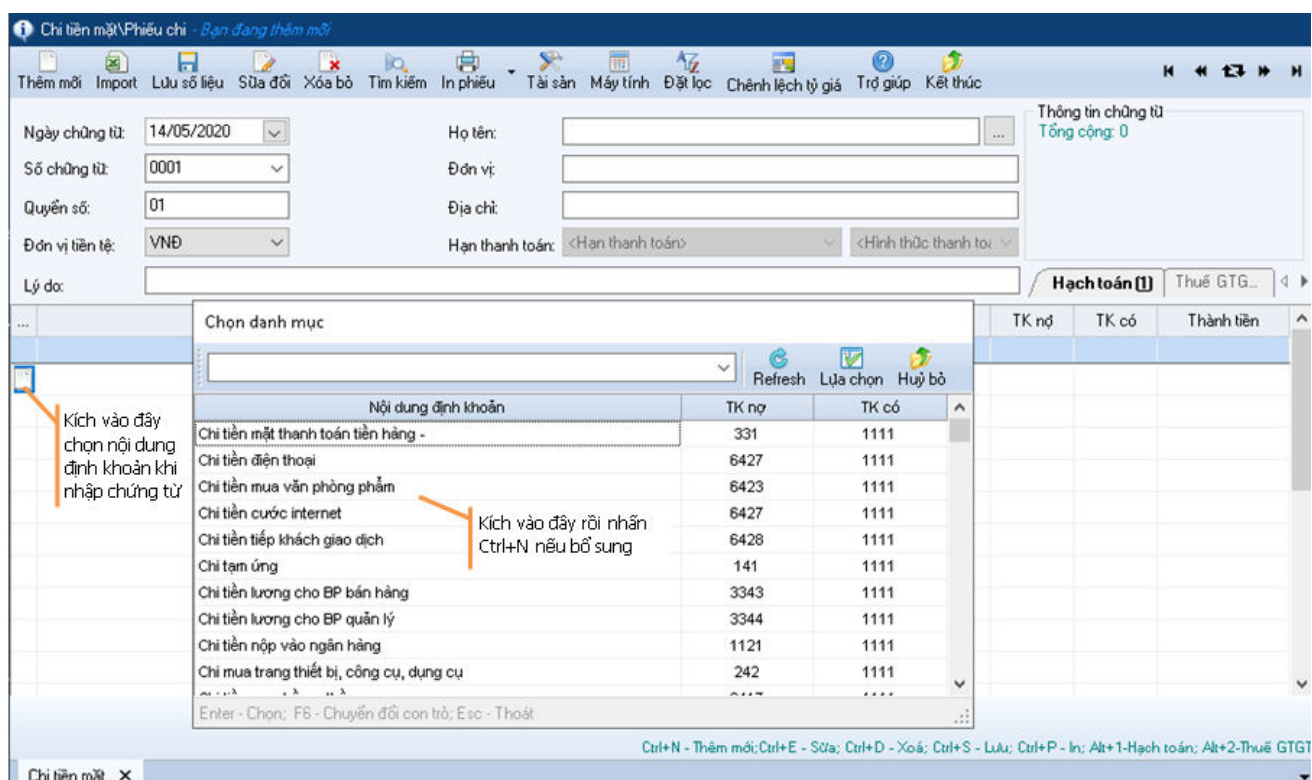 Chi tiền mặt\Phiếu chi - Bạn đang thêm mới
Thêm mới Import Lưu số liệu Sửa đổi Xóa bỏ Tìm kiếm In phiếu Tài sản Máy tính Đặt lọc Chênh lệch tỷ giá Trợ giúp Kết thúc
Ngày chứng từ: 14/05/2020 Họ tên: ... Thông tin chứng từ
Tổng cộng: 0
Số chứng từ: 0001 Đơn vị:
Quyển số: 01 Địa chỉ:
Đơn vị tiền tệ: VNĐ Hạn thanh toán: <Hạn thanh toán> <Hình thức thanh toá
Lý do: Hạch toán (1) Thuế GTG...
... TK nợ TK có Thành tiền
Chọn danh mục
Refresh Lựa chọn Huỷ bỏ
Nội dung định khoản TK nợ TK có
Chi tiền mặt thanh toán tiền hàng - 331 1111
Chi tiền điện thoại 6427 1111
Chi tiền mua văn phòng phẩm 6423 1111
Chi tiền cước internet 6427 1111
Chi tiền tiếp khách giao dịch 6428 1111
Chi tạm ứng 141 1111
Chi tiền lương cho BP bán hàng 3343 1111
Chi tiền lương cho BP quản lý 3344 1111
Chi tiền nộp vào ngân hàng 1121 1111
Chi mua trang thiết bị, công cụ, dụng cụ 242 1111
Enter - Chọn; F6 - Chuyển đổi con trỏ; Esc - Thoát
Kích vào đây
chọn nội dung
định khoản khi
nhập chứng từ
Kích vào đây rồi nhấn
Ctrl+N nếu bổ sung
Ctrl+N - Thêm mới;Ctrl+E - Sửa; Ctrl+D - Xoá; Ctrl+S - Lưu; Ctrl+P - In; Alt+1-Hạch toán; Alt+2-Thuế GTGT
Chi tiền mặt X